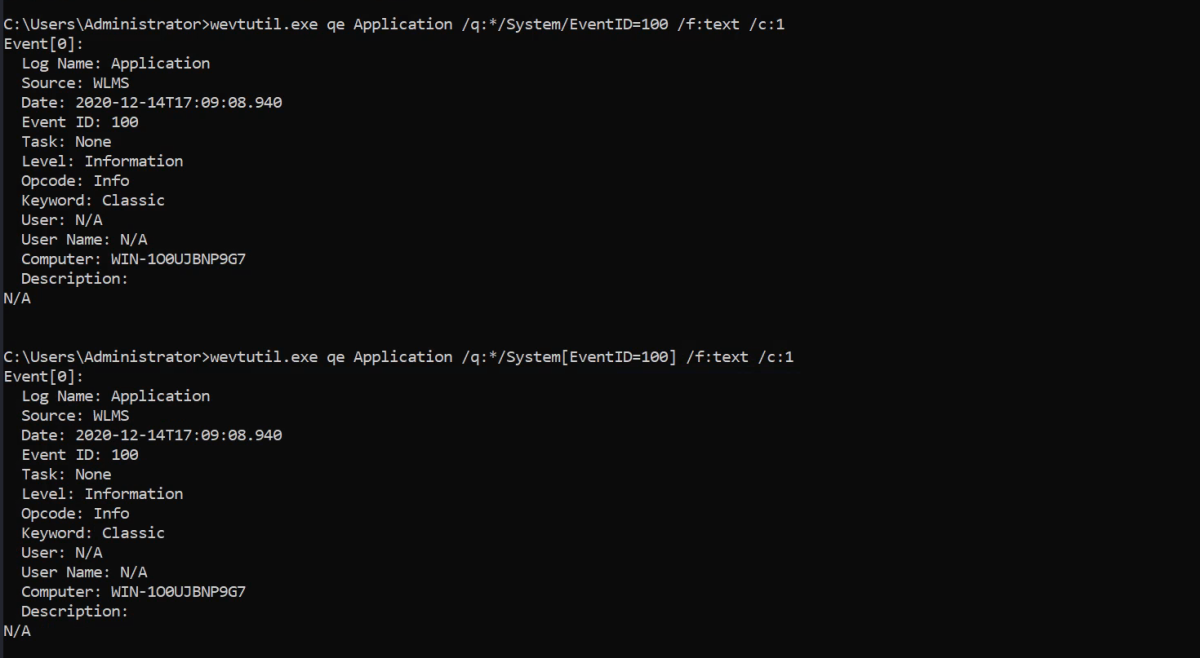 C:\Users\Administrator>wevtutil.exe qe Application /q:*/System/EventID=100 /f:text /c:1
Event[0]:
  Log Name: Application
  Source: WLMS
  Date: 2020-12-14T17:09:08.940
  Event ID: 100
  Task: None
  Level: Information
  Opcode: Info
  Keyword: Classic
  User: N/A
  User Name: N/A
  Computer: WIN-1O0UJBNP9G7
  Description:
N/A
C:\Users\Administrator>wevtutil.exe qe Application /q:*/System[EventID=100] /f:text /c:1
Event[0]:
  Log Name: Application
  Source: WLMS
  Date: 2020-12-14T17:09:08.940
  Event ID: 100
  Task: None
  Level: Information
  Opcode: Info
  Keyword: Classic
  User: N/A
  User Name: N/A
  Computer: WIN-1O0UJBNP9G7
  Description:
N/A